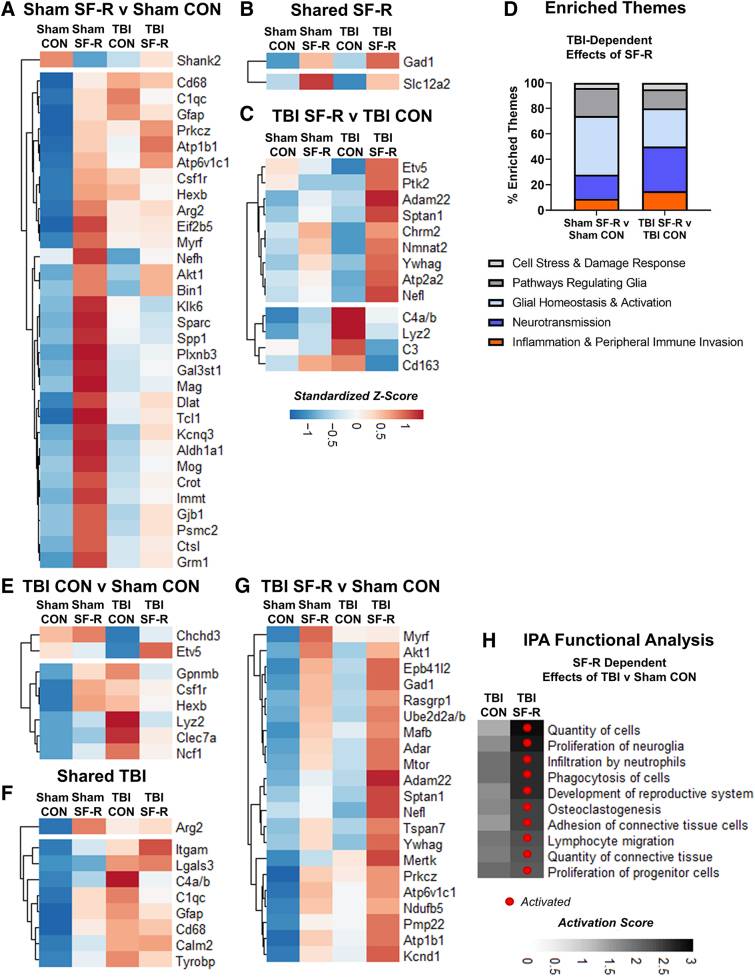 A Sham SF-R v Sham CON
Sham CON Sham SF-R TBI CON TBI SF-R
Shank2
Cd68
C1qc
Gfap
Prkcz
Atp1b1
Atp6v1c1
Csf1r
Hexb
Arg2
Eif2b5
Myrf
Nefh
Akt1
Bin1
Klk6
Sparc
Spp1
Plxnb3
Gal3st1
Mag
Dlat
Tcl1
Kcnq3
Aldh1a1
Mog
Crot
Immt
Gjb1
Psmc2
Ctsl
Grm1
B Shared SF-R
Sham CON Sham SF-R TBI CON TBI SF-R
Gad1
Slc12a2
C TBI SF-R v TBI CON
Sham CON Sham SF-R TBI CON TBI SF-R
Etv5
Ptk2
Adam22
Sptan1
Chrm2
Nmnat2
Ywhag
Atp2a2
Nefl
C4a/b
Lyz2
C3
Cd163
Standardized Z-Score
−1 −0.5 0 0.5 1
D Enriched Themes
TBI-Dependent
Effects of SF-R
% Enriched Themes
100
80
60
40
20
0
Sham SF-R v Sham CON
TBI SF-R v TBI CON
Cell Stress & Damage Response
Pathways Regulating Glia
Glial Homeostasis & Activation
Neurotransmission
Inflammation & Peripheral Immune Invasion
E TBI CON v Sham CON
Sham CON Sham SF-R TBI CON TBI SF-R
Chchd3
Etv5
Gpnmb
Csf1r
Hexb
Lyz2
Clec7a
Ncf1
F Shared TBI
Sham CON Sham SF-R TBI CON TBI SF-R
Arg2
Itgam
Lgals3
C4a/b
C1qc
Gfap
Cd68
Calm2
Tyrobp
G TBI SF-R v Sham CON
Sham CON Sham SF-R TBI CON TBI SF-R
Myrf
Akt1
Epb41l2
Gad1
Rasgrp1
Ube2d2a/b
Mafb
Adar
Mtor
Adam22
Sptan1
Nefl
Tspan7
Ywhag
Mertk
Prkcz
Atp6v1c1
Ndufb5
Pmp22
Atp1b1
Kcnd1
H IPA Functional Analysis
SF-R Dependent
Effects of TBI v Sham CON
TBI CON TBI SF-R
Quantity of cells
Proliferation of neuroglia
Infiltration by neutrophils
Phagocytosis of cells
Development of reproductive system
Osteoclastogenesis
Adhesion of connective tissue cells
Lymphocyte migration
Quantity of connective tissue
Proliferation of progenitor cells
Activated
Activation Score
0 0.5 1 1.5 2 2.5 3